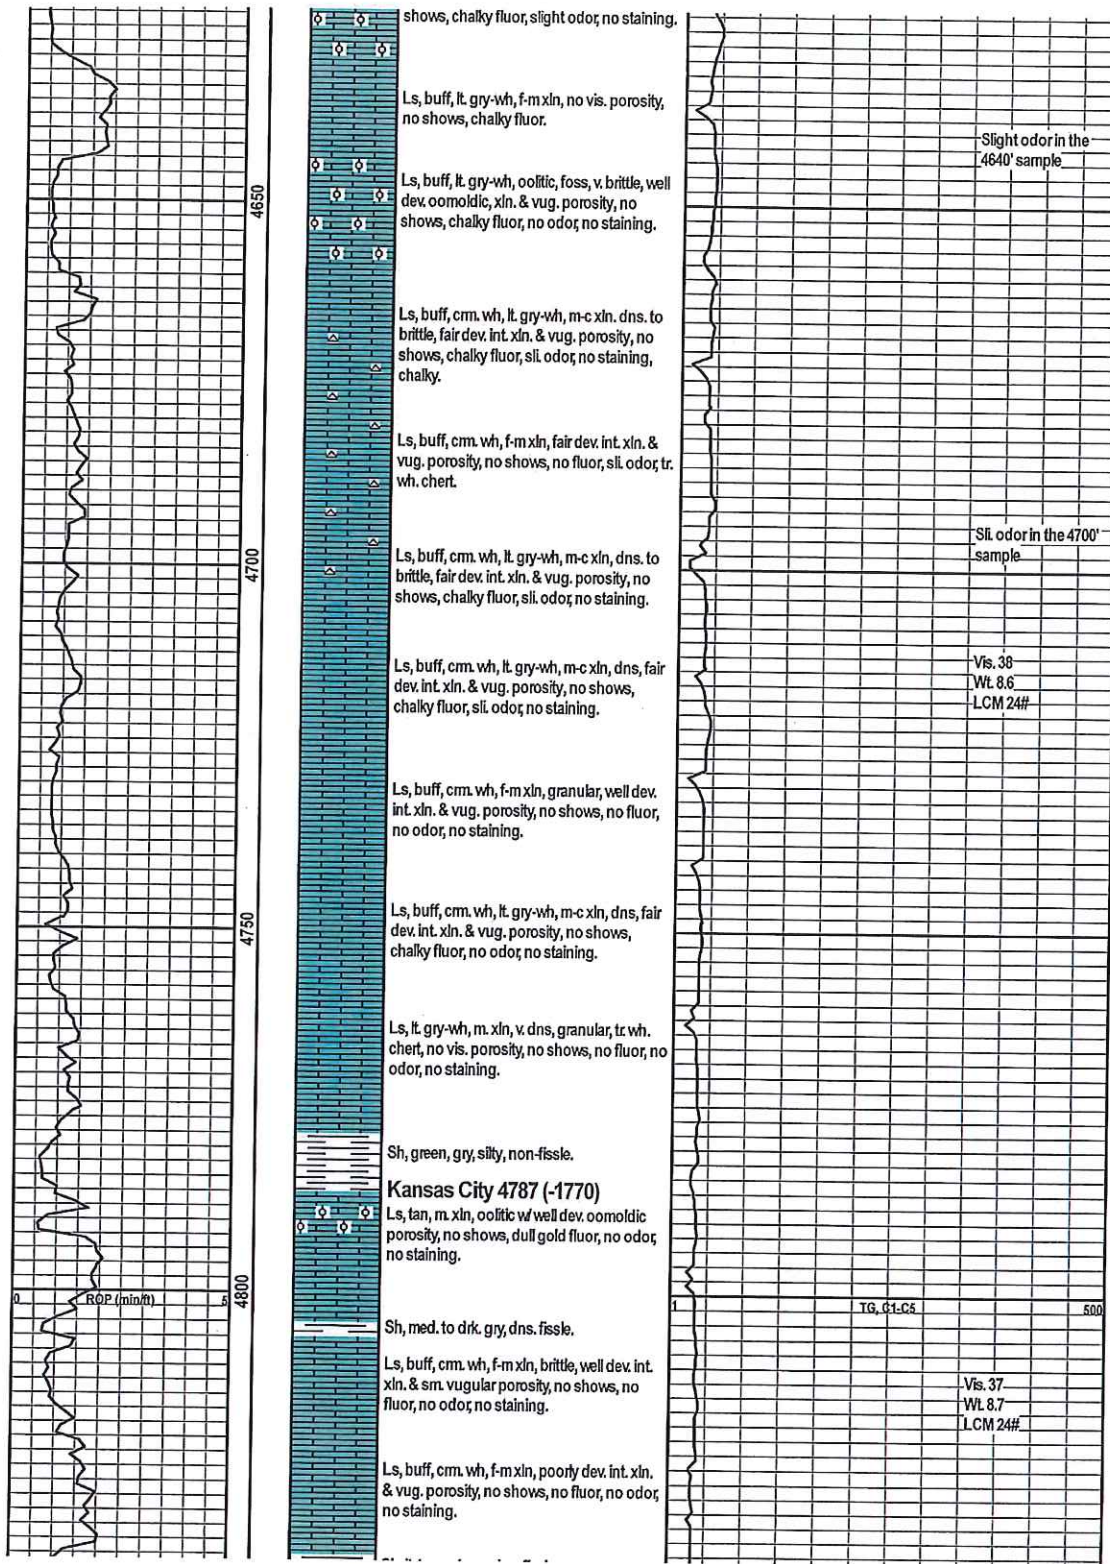 shows, chalky fluor, slight odor, no staining.
Ls, buff, lt. gry-wh, f-m xln, no vis. porosity,
no shows, chalky fluor.
Slight odor in the
4640' sample
4650
Ls, buff, lt. gry-wh, oolitic, foss, v. brittle, well
dev. oomoldic, xln. & vug. porosity, no
shows, chalky fluor, no odor, no staining.
Ls, buff, crm. wh, lt. gry-wh, m-c xln. dns. to
brittle, fair dev. int. xln. & vug. porosity, no
shows, chalky fluor, sli. odor, no staining,
chalky.
Ls, buff, crm. wh, f-m xln, fair dev. int. xln. &
vug. porosity, no shows, no fluor, sli. odor, tr.
wh. chert.
Sli. odor in the 4700'
sample
4700
Ls, buff, crm. wh, lt. gry-wh, m-c xln, dns. to
brittle, fair dev. int. xln. & vug. porosity, no
shows, chalky fluor, sli. odor, no staining.
Ls, buff, crm. wh, lt. gry-wh, m-c xln, dns, fair
dev. int. xln. & vug. porosity, no shows,
chalky fluor, sli. odor, no staining.
Vis. 38
Wt. 8.6
LCM 24#
Ls, buff, crm. wh, f-m xln, granular, well dev.
int. xln. & vug. porosity, no shows, no fluor,
no odor, no staining.
4750
Ls, buff, crm. wh, lt. gry-wh, m-c xln, dns, fair
dev. int. xln. & vug. porosity, no shows,
chalky fluor, no odor, no staining.
Ls, lt. gry-wh, m. xln, v. dns, granular, tr. wh.
chert, no vis. porosity, no shows, no fluor, no
odor, no staining.
Sh, green, gry, silty, non-fissle.
Kansas City 4787 (-1770)
Ls, tan, m. xln, oolitic w/ well dev. oomoldic
porosity, no shows, dull gold fluor, no odor,
no staining.
0 ROP (min/ft) 5
4800
1 TG, C1-C5 500
Sh, med. to drk. gry, dns. fissle.
Ls, buff, crm. wh, f-m xln, brittle, well dev. int.
xln. & sm. vugular porosity, no shows, no
fluor, no odor, no staining.
Vis. 37
Wt. 8.7
LCM 24#
Ls, buff, crm. wh, f-m xln, poorly dev. int. xln.
& vug. porosity, no shows, no fluor, no odor,
no staining.